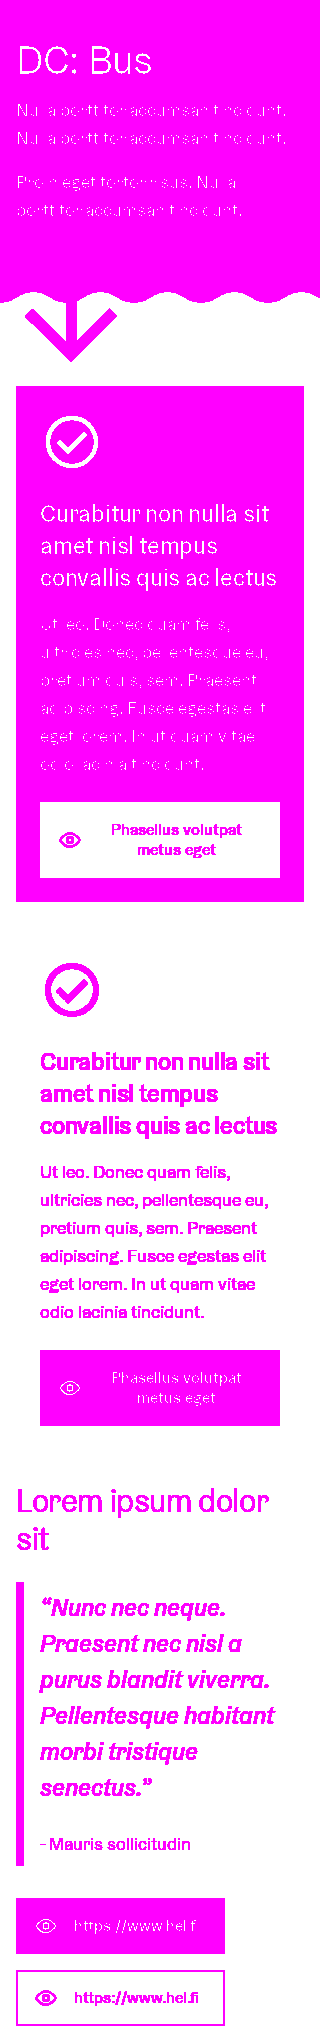 DC: Bus
Nulla portt tor accumsan tincidunt.
Nulla portt tor accumsan tincidunt.
Proin eget tortor risus. Nulla
portt tor accumsan tincidunt.
Curabitur non nulla sit
amet nisl tempus
convallis quis ac lectus
Ut leo. Donec quam felis,
ultricies nec, pellentesque eu,
pretium quis, sem. Praesent
adipiscing. Fusce egestas elit
eget lorem. In ut quam vitae
odio lacinia tincidunt.
Phasellus volutpat
metus eget
Curabitur non nulla sit
amet nisl tempus
convallis quis ac lectus
Ut leo. Donec quam felis,
ultricies nec, pellentesque eu,
pretium quis, sem. Praesent
adipiscing. Fusce egestas elit
eget lorem. In ut quam vitae
odio lacinia tincidunt.
Phasellus volutpat
metus eget
Lorem ipsum dolor
sit
“Nunc nec neque.
Praesent nec nisl a
purus blandit viverra.
Pellentesque habitant
morbi tristique
senectus.”
- Mauris sollicitudin
https://www.hel.fi
https://www.hel.fi